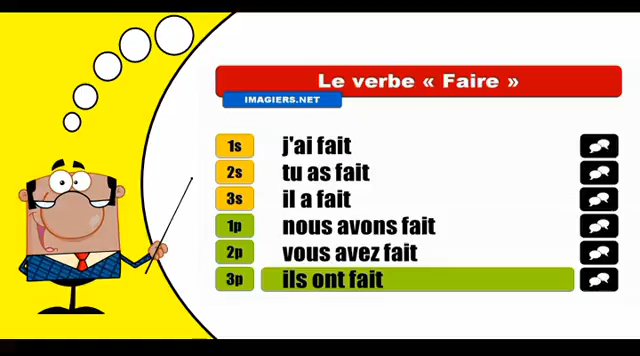 Le verbe « Faire »
IMAGIERS.NET
1s j'ai fait
2s tu as fait
3s il a fait
1p nous avons fait
2p vous avez fait
3p ils ont fait